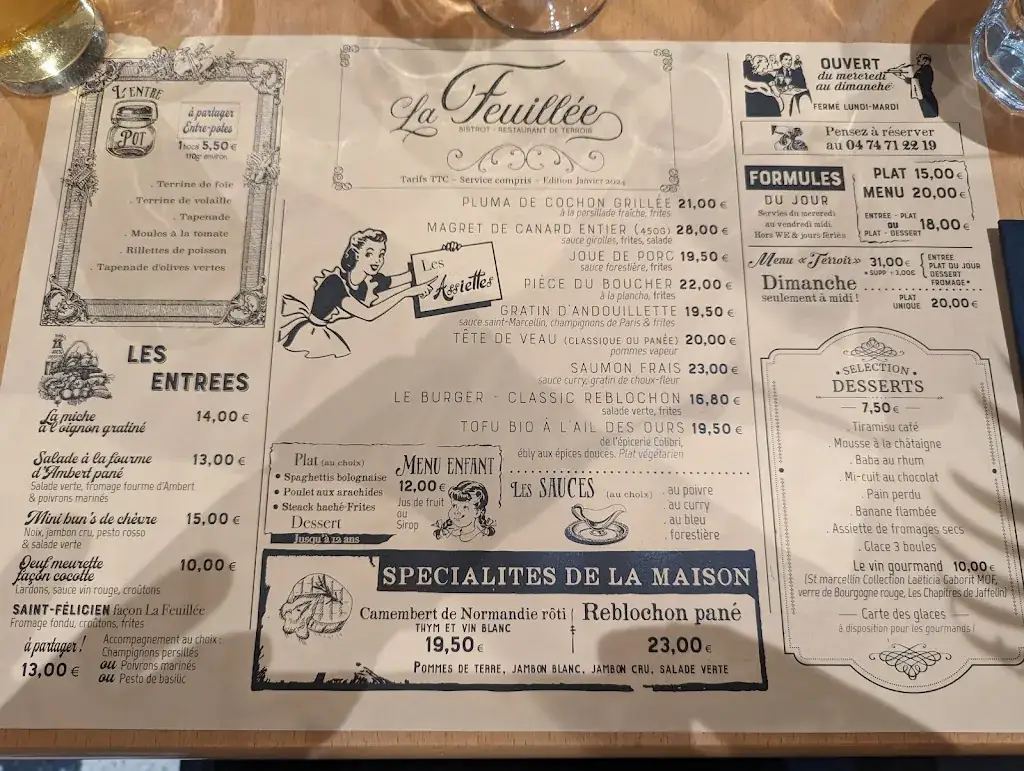 L'ENTRE
POT
à partager
Entre-potes
1 bocs 5,50 €
110gr environ
. Terrine de foie
. Terrine de volaille
. Tapenade
. Moules à la tomate
. Rillettes de poisson
. Tapenade d'olives vertes
LES
ENTREES
La miche
à l'oignon gratiné 14,00 €
Salade à la fourme
d'Ambert pané 13,00 €
Salade verte, fromage fourme d'Ambert
& poivrons marinés
Mini bun's de chèvre 15,00 €
Noix, jambon cru, pesto rosso
& salade verte
Oeuf meurette
façon cocotte 10,00 €
Lardons, sauce vin rouge, croûtons
SAINT-FÉLICIEN façon La Feuillée
Fromage fondu, croûtons, frites
à partager !
13,00 €
Accompagnement au choix :
Champignons persillés
ou Poivrons marinés
ou Pesto de basilic
La Feuillée
BISTROT - RESTAURANT DE TERROIR
Tarifs TTC - Service compris - Edition Janvier 2024
Les
Assiettes
PLUMA DE COCHON GRILLÉE 21,00 €
à la persillade fraîche, frites
MAGRET DE CANARD ENTIER (450G) 28,00 €
sauce girolles, frites, salade
JOUE DE PORC 19,50 €
sauce forestière, frites
PIÈCE DU BOUCHER 22,00 €
à la plancha, frites
GRATIN D'ANDOUILLETTE 19,50 €
sauce saint-Marcellin, champignons de Paris & frites
TÊTE DE VEAU (CLASSIQUE OU PANÉE) 20,00 €
pommes vapeur
SAUMON FRAIS 23,00 €
sauce curry, gratin de choux-fleur
LE BURGER - CLASSIC REBLOCHON 16,80 €
salade verte, frites
TOFU BIO À L'AIL DES OURS 19,50 €
de l'épicerie Colibri,
ébly aux épices douces. Plat végétarien
Plat (au choix)
• Spaghettis bolognaise
• Poulet aux arachides
• Steack haché-Frites
Dessert
Jusqu'à 12 ans
MENU ENFANT
12,00 €
Jus de fruit
ou
Sirop
LES SAUCES (au choix)
. au poivre
. au curry
. au bleu
. forestière
SPECIALITES DE LA MAISON
Camembert de Normandie rôti
THYM ET VIN BLANC
19,50 €
Reblochon pané
23,00 €
POMMES DE TERRE, JAMBON BLANC, JAMBON CRU, SALADE VERTE
OUVERT
du mercredi
au dimanche
FERMÉ LUNDI-MARDI
Pensez à réserver
au 04 74 71 22 19
FORMULES
DU JOUR
Servies du mercredi
au vendredi midi.
Hors WE & jours fériés
PLAT 15,00 €
MENU 20,00 €
ENTREE - PLAT
OU
PLAT - DESSERT
18,00 €
Menu « Terroir »
Dimanche
seulement à midi !
31,00 €
* SUPP + 3,00€
ENTREE
PLAT DU JOUR
DESSERT
FROMAGE *
PLAT
UNIQUE 20,00 €
• SELECTION •
DESSERTS
7,50 €
. Tiramisu café
. Mousse à la châtaigne
. Baba au rhum
. Mi-cuit au chocolat
. Pain perdu
. Banane flambée
. Assiette de fromages secs
. Glace 3 boules
Le vin gourmand 10,00 €
(St marcellin Collection Laëticia Gaborit MOF,
verre de Bourgogne rouge, Les Chapitres de Jaffelin)
Carte des glaces
à disposition pour les gourmands !